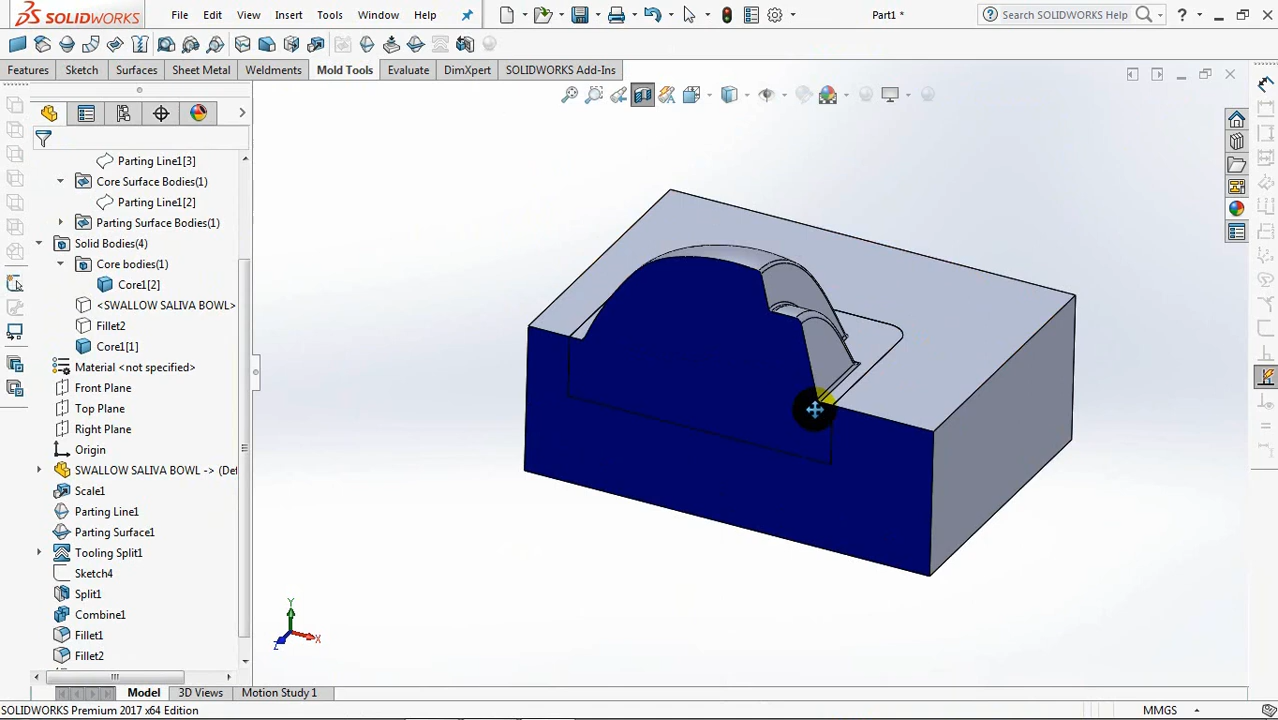 3S SOLIDWORKS File Edit View Insert Tools Window Help Part1 * Search SOLIDWORKS Help ?
Features Sketch Surfaces Sheet Metal Weldments Mold Tools Evaluate DimXpert SOLIDWORKS Add-Ins
Parting Line1[3]
Core Surface Bodies(1)
Parting Line1[2]
Parting Surface Bodies(1)
Solid Bodies(4)
Core bodies(1)
Core1[2]
<SWALLOW SALIVA BOWL>
Fillet2
Core1[1]
Material <not specified>
Front Plane
Top Plane
Right Plane
Origin
SWALLOW SALIVA BOWL -> (De
Scale1
Parting Line1
Parting Surface1
Tooling Split1
Sketch4
Split1
Combine1
Fillet1
Fillet2
Y
X
Z
Model 3D Views Motion Study 1
SOLIDWORKS Premium 2017 x64 Edition MMGS